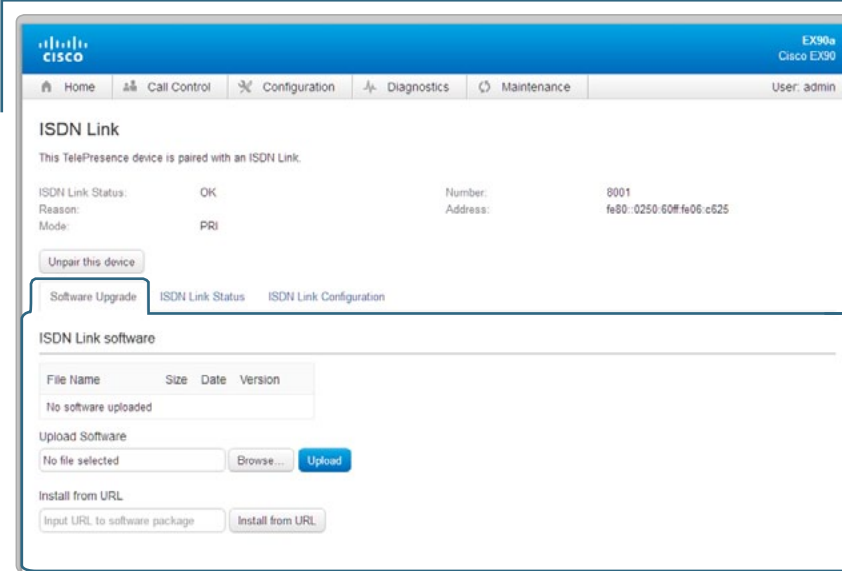 EX90a
CISCO
Cisco EX90
Home Call Control Configuration Diagnostics Maintenance User: admin
ISDN Link
This TelePresence device is paired with an ISDN Link.
ISDN Link Status: OK Number: 8001
Reason: Address: fe80::0250:60ff:fe06:c625
Mode: PRI
Unpair this device
Software Upgrade ISDN Link Status ISDN Link Configuration
ISDN Link software
File Name Size Date Version
No software uploaded
Upload Software
No file selected Browse... Upload
Install from URL
Input URL to software package Install from URL